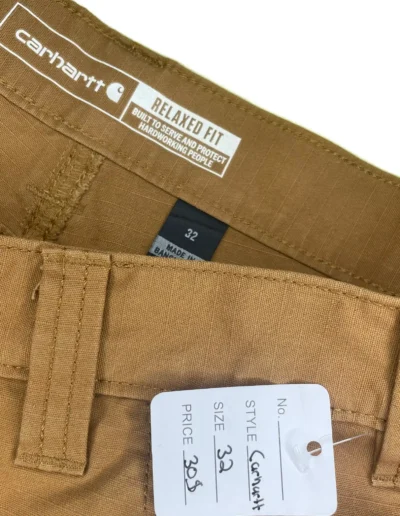 carhartt
RELAXED FIT
BUILT TO SERVE AND PROTECT
HARDWORKING PEOPLE
32
MADE IN
No.
STYLE Carhartt
SIZE 32
PRICE 30$